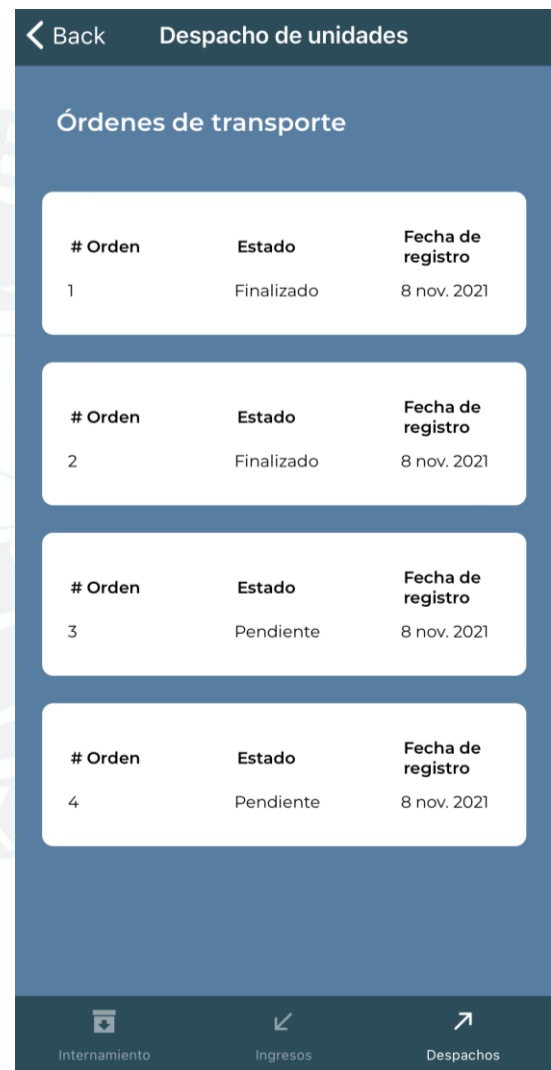 Back Despacho de unidades
Órdenes de transporte
# Orden Estado Fecha de
registro
1 Finalizado 8 nov. 2021
# Orden Estado Fecha de
registro
2 Finalizado 8 nov. 2021
# Orden Estado Fecha de
registro
3 Pendiente 8 nov. 2021
# Orden Estado Fecha de
registro
4 Pendiente 8 nov. 2021
Internamiento Ingresos Despachos